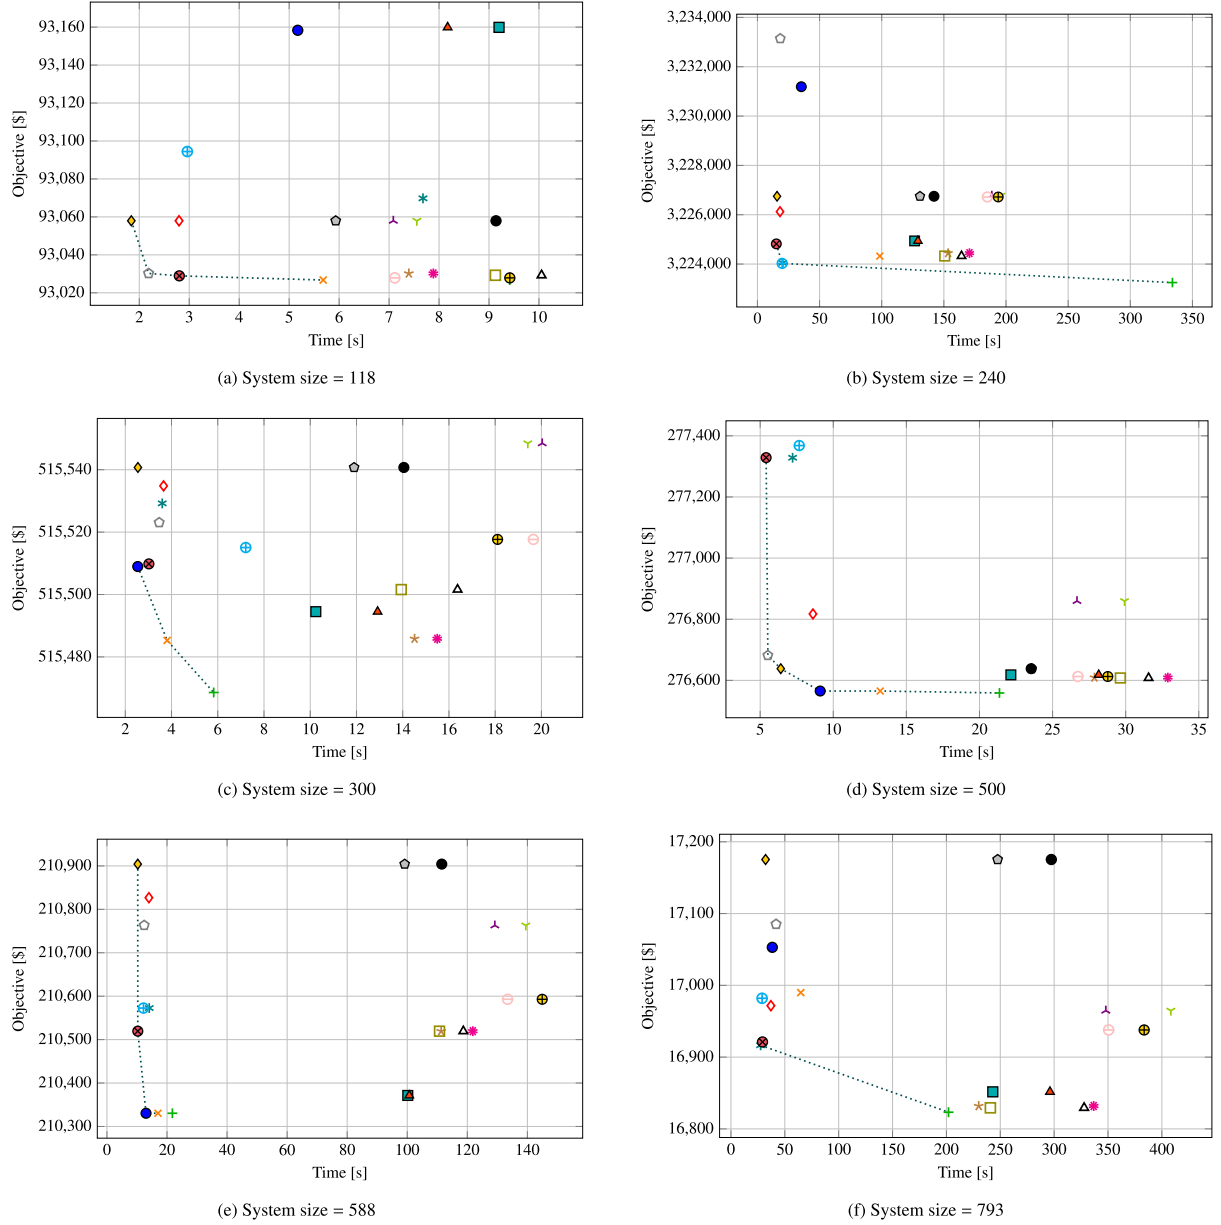 93,160
93,140
93,120
93,100
93,080
93,060
93,040
93,020
Objective [$]
2 3 4 5 6 7 8 9 10
Time [s]
(a) System size = 118
3,234,000
3,232,000
3,230,000
3,228,000
3,226,000
3,224,000
Objective [$]
0 50 100 150 200 250 300 350
Time [s]
(b) System size = 240
515,540
515,520
515,500
515,480
Objective [$]
2 4 6 8 10 12 14 16 18 20
Time [s]
(c) System size = 300
277,400
277,200
277,000
276,800
276,600
Objective [$]
5 10 15 20 25 30 35
Time [s]
(d) System size = 500
210,900
210,800
210,700
210,600
210,500
210,400
210,300
Objective [$]
0 20 40 60 80 100 120 140
Time [s]
(e) System size = 588
17,200
17,100
17,000
16,900
16,800
Objective [$]
0 50 100 150 200 250 300 350 400
Time [s]
(f) System size = 793